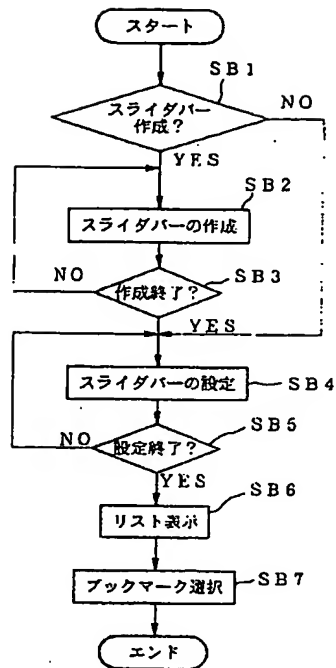 スタート
SB1
スライダバー
作成?
NO
YES
SB2
スライダバーの作成
SB3
NO
作成終了?
YES
スライダバーの設定
SB4
SB5
NO
設定終了?
YES
SB6
リスト表示
SB7
ブックマーク選択
エンド